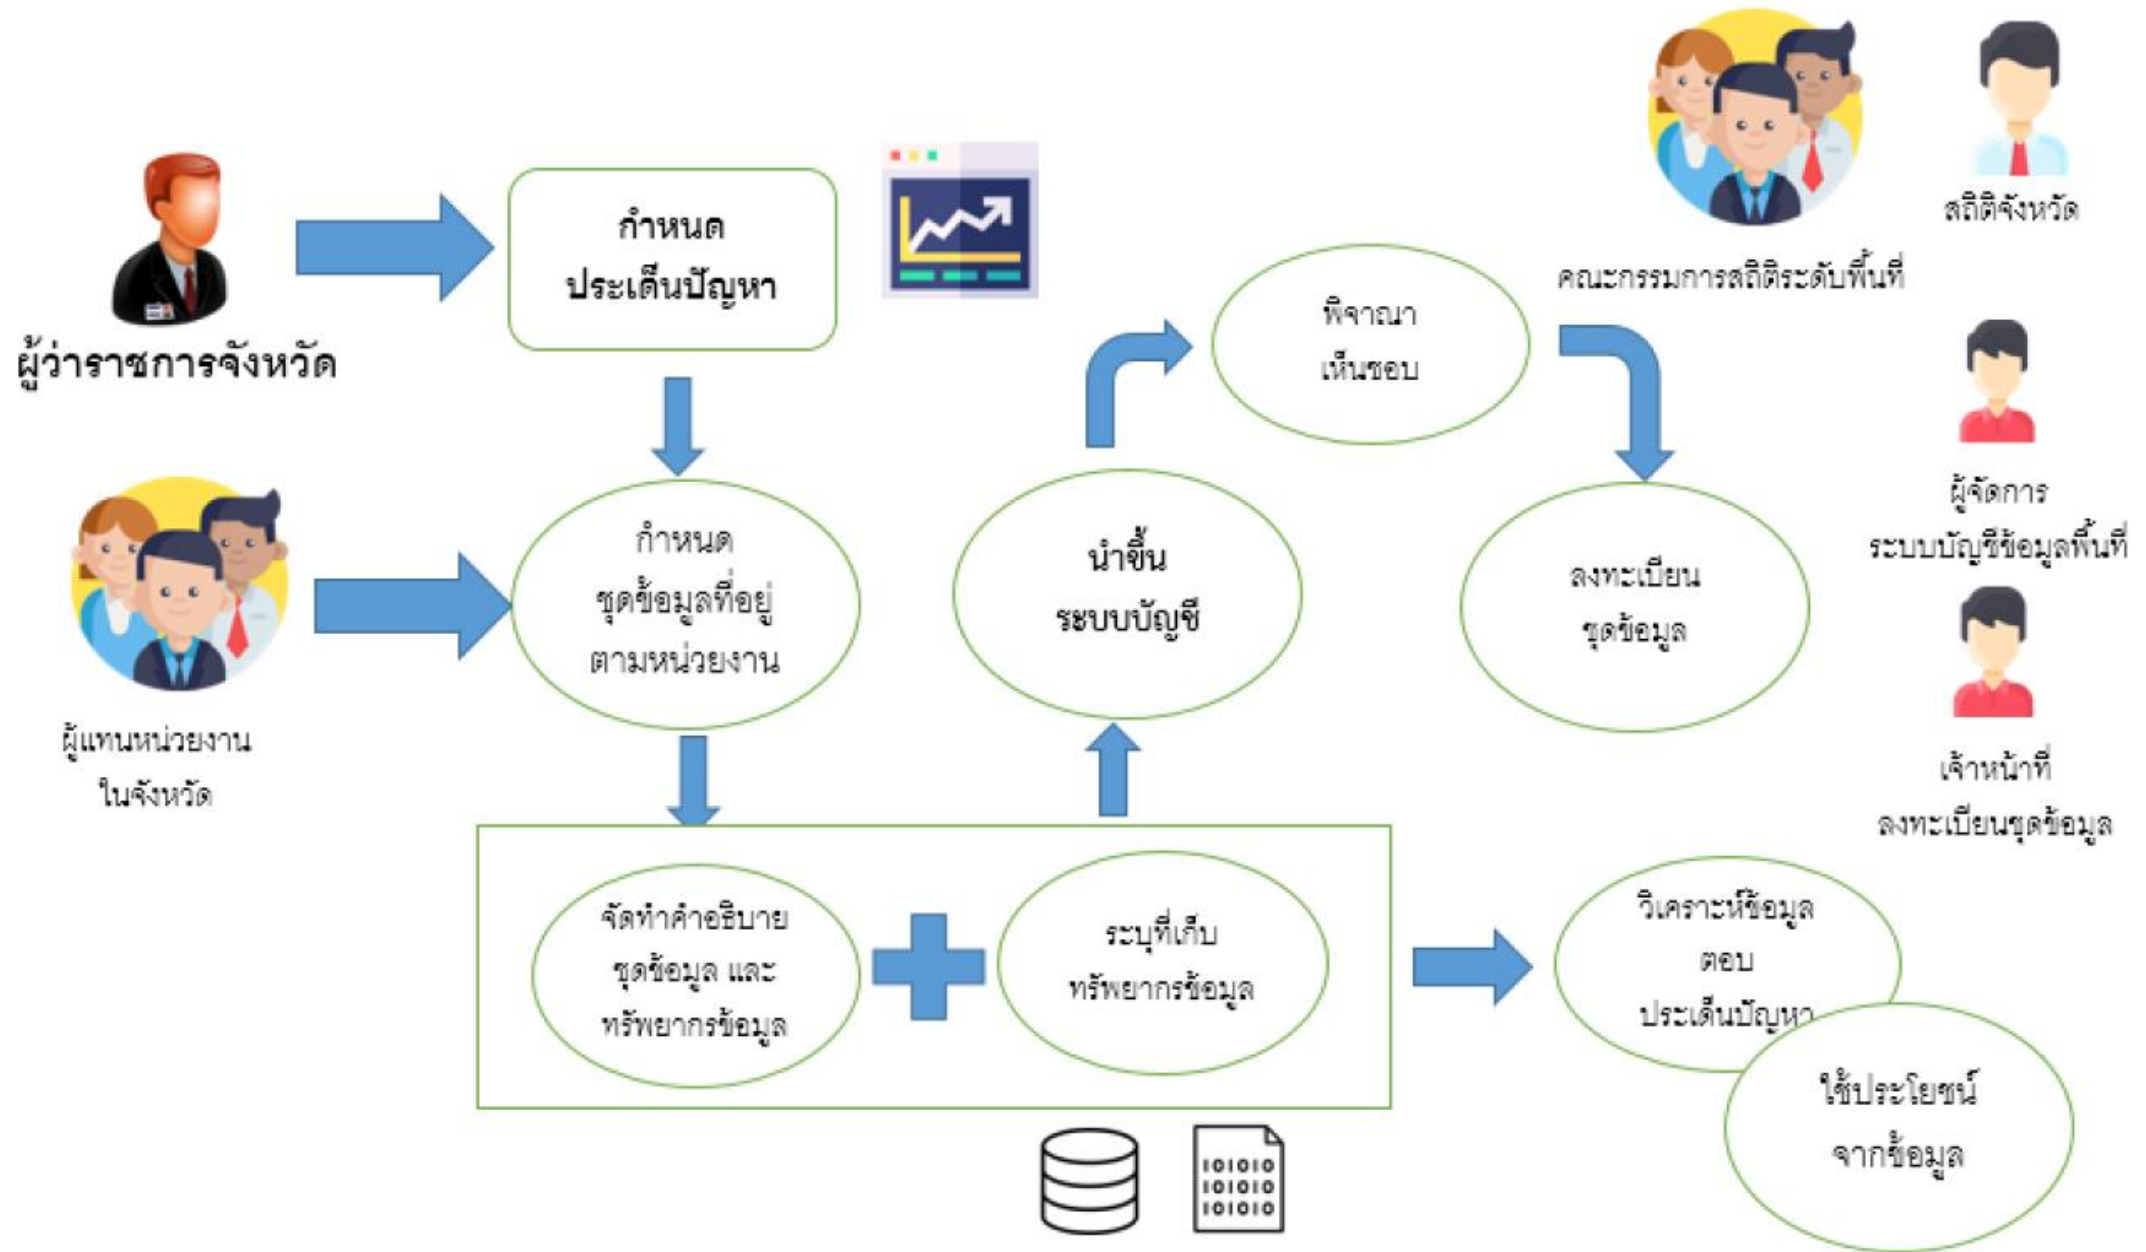 ผู้ว่าราชการจังหวัด
กำหนด
ประเด็นปัญหา
ผู้แทนหน่วยงาน
ในจังหวัด
กำหนด
ชุดข้อมูลที่อยู่
ตามหน่วยงาน
จัดทำคำอธิบาย
ชุดข้อมูล และ
ทรัพยากรข้อมูล
ระบุที่เก็บ
ทรัพยากรข้อมูล
นำขึ้น
ระบบบัญชี
พิจาณา
เห็นชอบ
ลงทะเบียน
ชุดข้อมูล
คณะกรรมการสถิติระดับพื้นที่
สถิติจังหวัด
ผู้จัดการ
ระบบบัญชีข้อมูลพื้นที่
เจ้าหน้าที่
ลงทะเบียนชุดข้อมูล
วิเคราะห์ข้อมูล
ตอบ
ประเด็นปัญหา
ใช้ประโยชน์
จากข้อมูล
101010
101010
101010